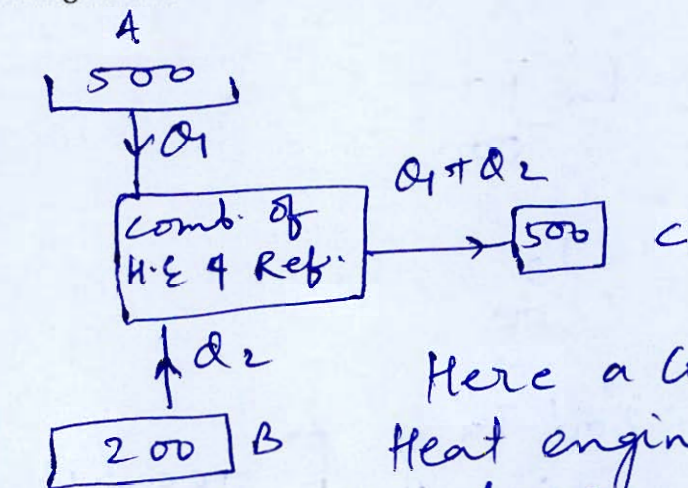 A
500
Q1
Q1 + Q2
comb. of
H.E & Ref.
500 C
Q2
200 B
Here a
Heat engin